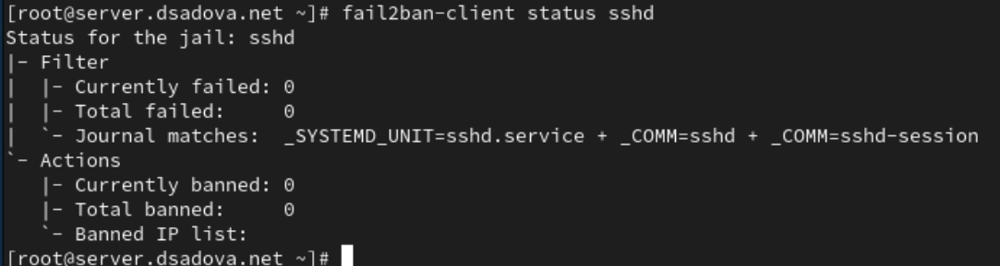 [root@server.dsadova.net ~]# fail2ban-client status sshd
Status for the jail: sshd
|- Filter
|  |- Currently failed: 0
|  |- Total failed:     0
|  `- Journal matches:  _SYSTEMD_UNIT=sshd.service + _COMM=sshd + _COMM=sshd-session
`- Actions
   |- Currently banned: 0
   |- Total banned:     0
   `- Banned IP list:
[root@server.dsadova.net ~]#